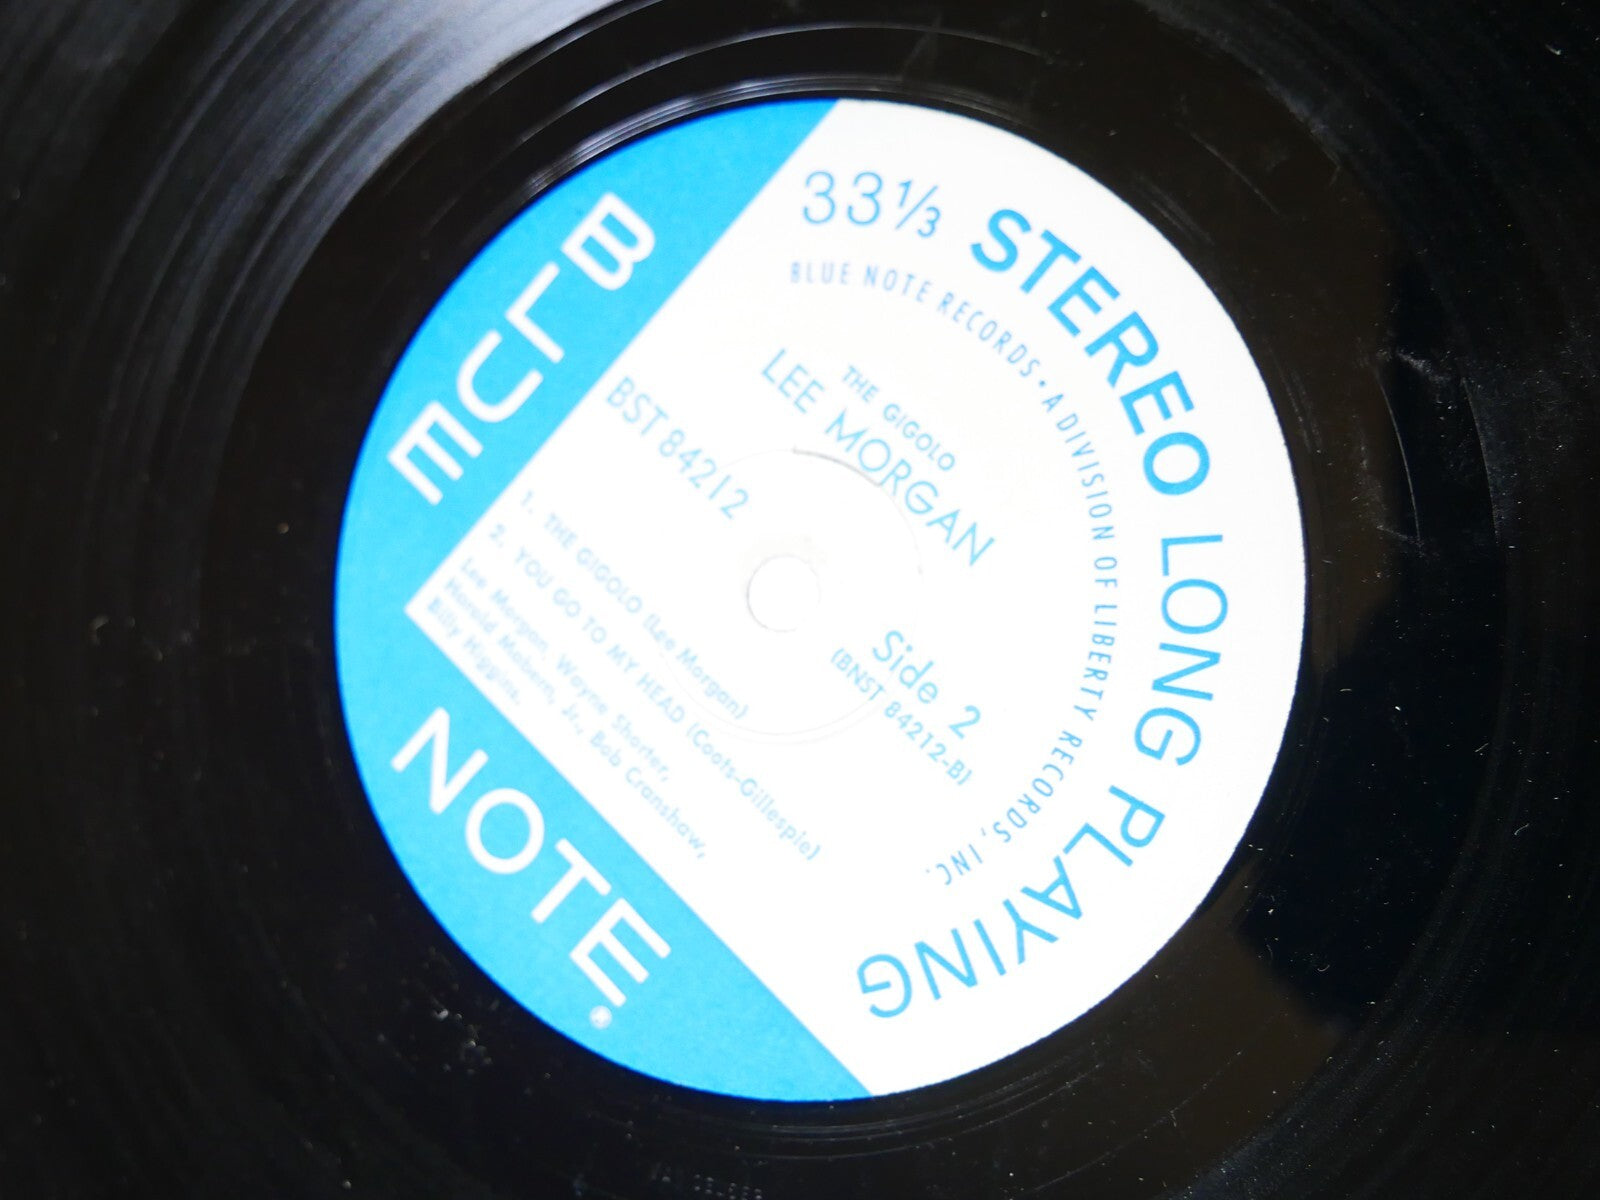 33⅓ STEREO LONG PLAYING
BLUE NOTE RECORDS • A DIVISION OF LIBERTY RECORDS, INC.
THE GIGOLO
LEE MORGAN
BST 84212
Side 2
(BNST 84212-B)
1. THE GIGOLO (Lee Morgan)
2. YOU GO TO MY HEAD (Coots-Gillespie)
Lee Morgan, Wayne Shorter,
Harold Mabern, Jr., Bob Cranshaw,
Billy Higgins.
BLUE
NOTE®